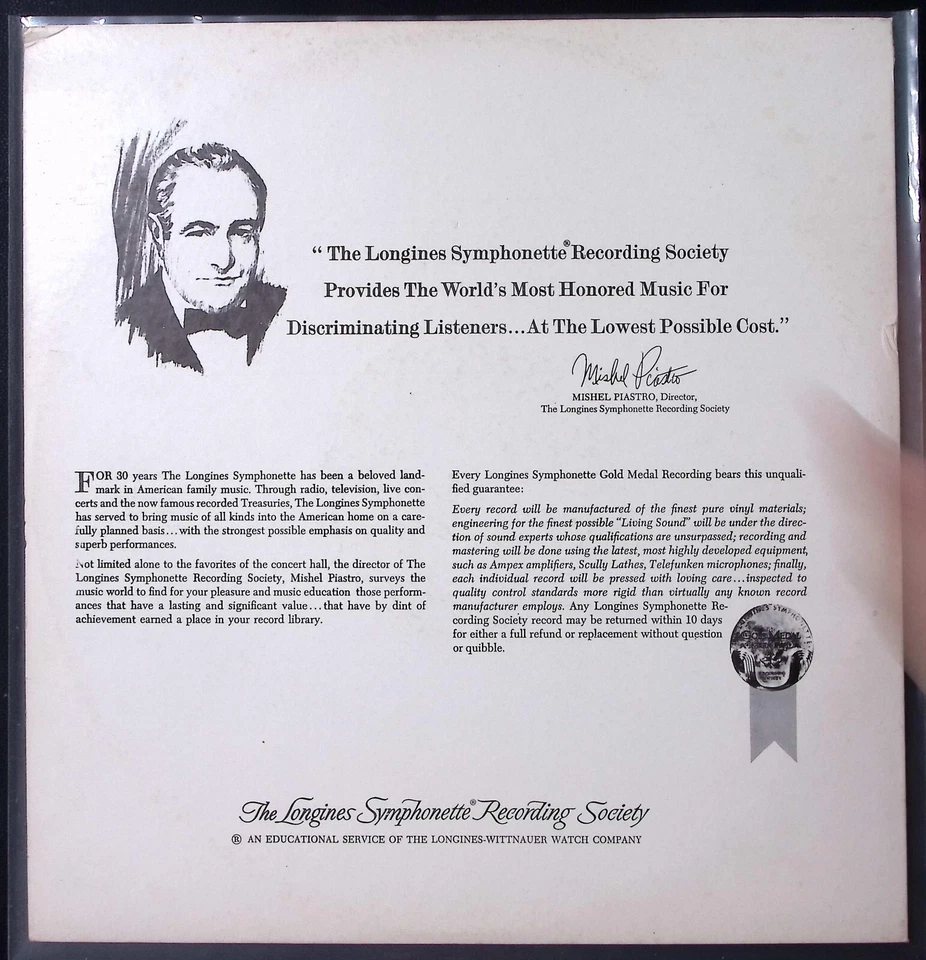 “ The Longines Symphonette® Recording Society
Provides The World's Most Honored Music For
Discriminating Listeners...At The Lowest Possible Cost.”
Mishel Piastro
MISHEL PIASTRO, Director,
The Longines Symphonette Recording Society
FOR 30 years The Longines Symphonette has been a beloved land-
mark in American family music. Through radio, television, live con-
certs and the now famous recorded Treasuries, The Longines Symphonette
has served to bring music of all kinds into the American home on a care-
fully planned basis...with the strongest possible emphasis on quality and
superb performances.
Not limited alone to the favorites of the concert hall, the director of The
Longines Symphonette Recording Society, Mishel Piastro, surveys the
music world to find for your pleasure and music education those perform-
ances that have a lasting and significant value...that have by dint of
achievement earned a place in your record library.
Every Longines Symphonette Gold Medal Recording bears this unquali-
fied guarantee:
Every record will be manufactured of the finest pure vinyl materials;
engineering for the finest possible “Living Sound” will be under the direc-
tion of sound experts whose qualifications are unsurpassed; recording and
mastering will be done using the latest, most highly developed equipment,
such as Ampex amplifiers, Scully Lathes, Telefunken microphones; finally,
each individual record will be pressed with loving care...inspected to
quality control standards more rigid than virtually any known record
manufacturer employs. Any Longines Symphonette Re-
cording Society record may be returned within 10 days
for either a full refund or replacement without question
or quibble.
GOLD MEDAL
RECORDING
SOCIETY
The Longines Symphonette® Recording Society
® AN EDUCATIONAL SERVICE OF THE LONGINES-WITTNAUER WATCH COMPANY